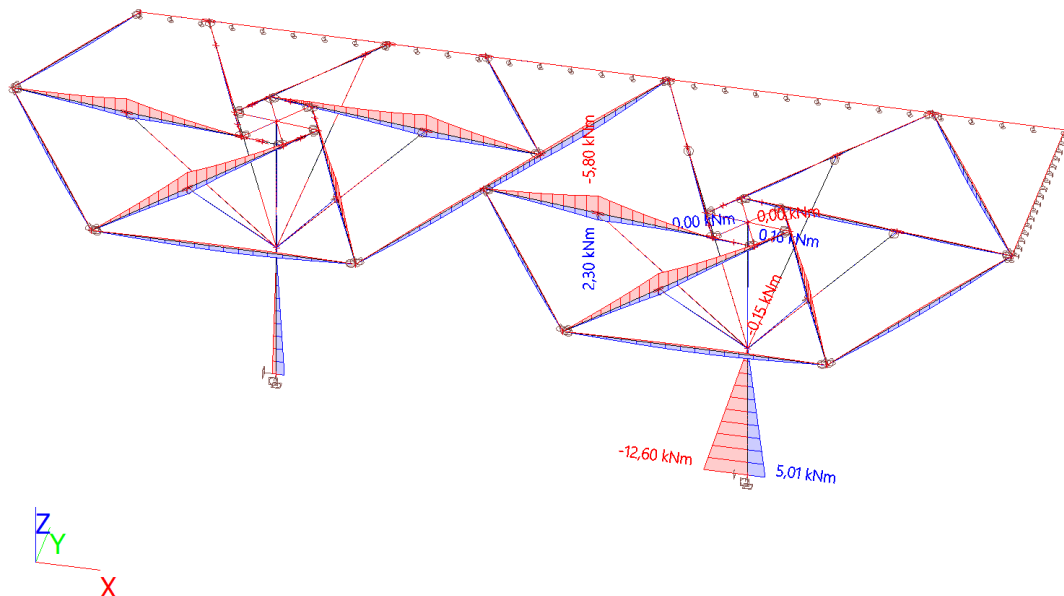 -5,80 kNm
2,30 kNm
0,00 kNm
0,00 kNm
0,16 kNm
-0,15 kNm
-12,60 kNm
5,01 kNm
Z
Y
X